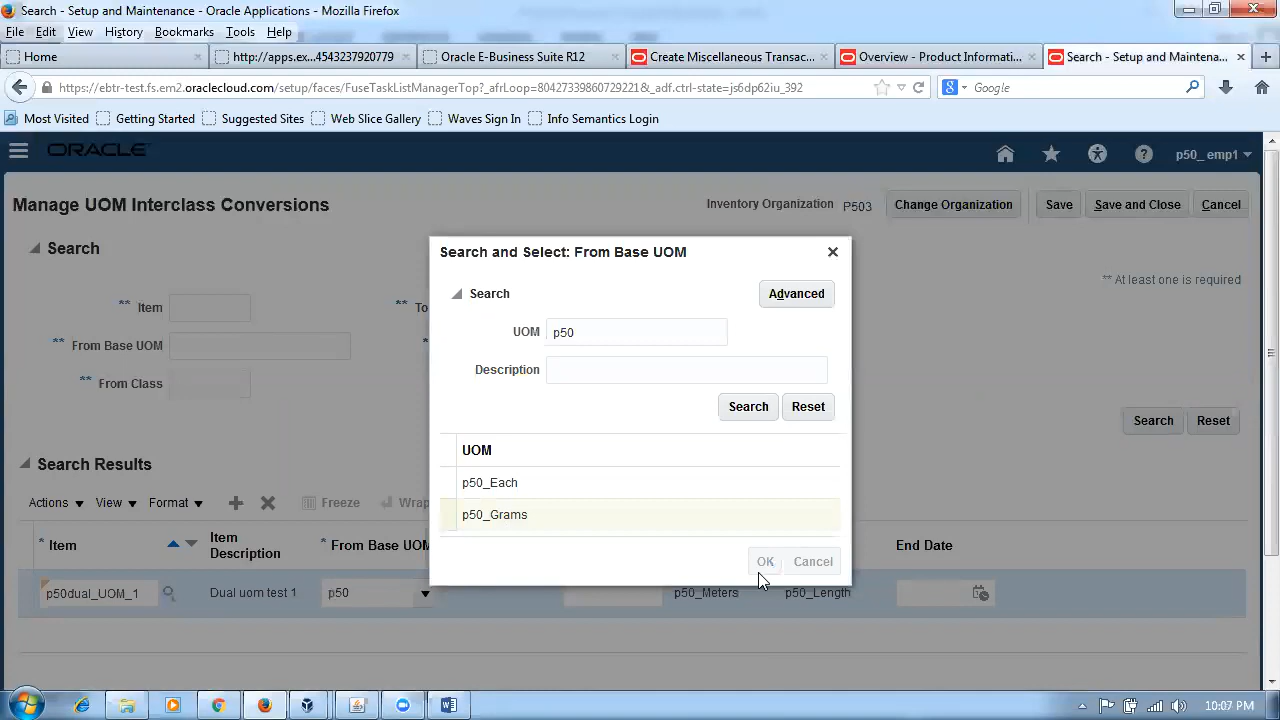 Search - Setup and Maintenance - Oracle Applications - Mozilla Firefox
File Edit View History Bookmarks Tools Help
Home http://apps.ex...4543237920779 Oracle E-Business Suite R12 Create Miscellaneous Transac... Overview - Product Informati... Search - Setup and Maintena...
https://ebtr-test.fs.em2.oraclecloud.com/setup/faces/FuseTaskListManagerTop?_afrLoop=80427339860729221&_adf.ctrl-state=js6dp62iu_392 Google
Most Visited Getting Started Suggested Sites Web Slice Gallery Waves Sign In Info Semantics Login
ORACLE p50_ emp1
Manage UOM Interclass Conversions Inventory Organization P503 Change Organization Save Save and Close Cancel
Search
** At least one is required
** Item ** To
** From Base UOM **
** From Class
Search Reset
Search and Select: From Base UOM
Search Advanced
UOM p50
Description
Search Reset
UOM
p50_Each
p50_Grams
OK Cancel
Search Results
Actions View Format Freeze Wrap
* Item Item Description * From Base UOM End Date
p50dual_UOM_1 Dual uom test 1 p50 p50_Meters p50_Length
10:07 PM